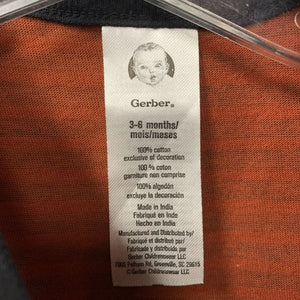 Gerber®
3-6 months/
mois/meses
100% cotton
exclusive of decoration
100 % coton
garniture non comprise
100% algodón
excluye la decoración
Made in India
Fabriqué en Inde
Hecho en India
Manufactured and Distributed by/
Fabriqué et distribué par/
Fabricado y Distribuido por:
Gerber Childrenswear LLC
7005 Pelham Rd, Greenville, SC 29615
© Gerber Childrenswear LLC